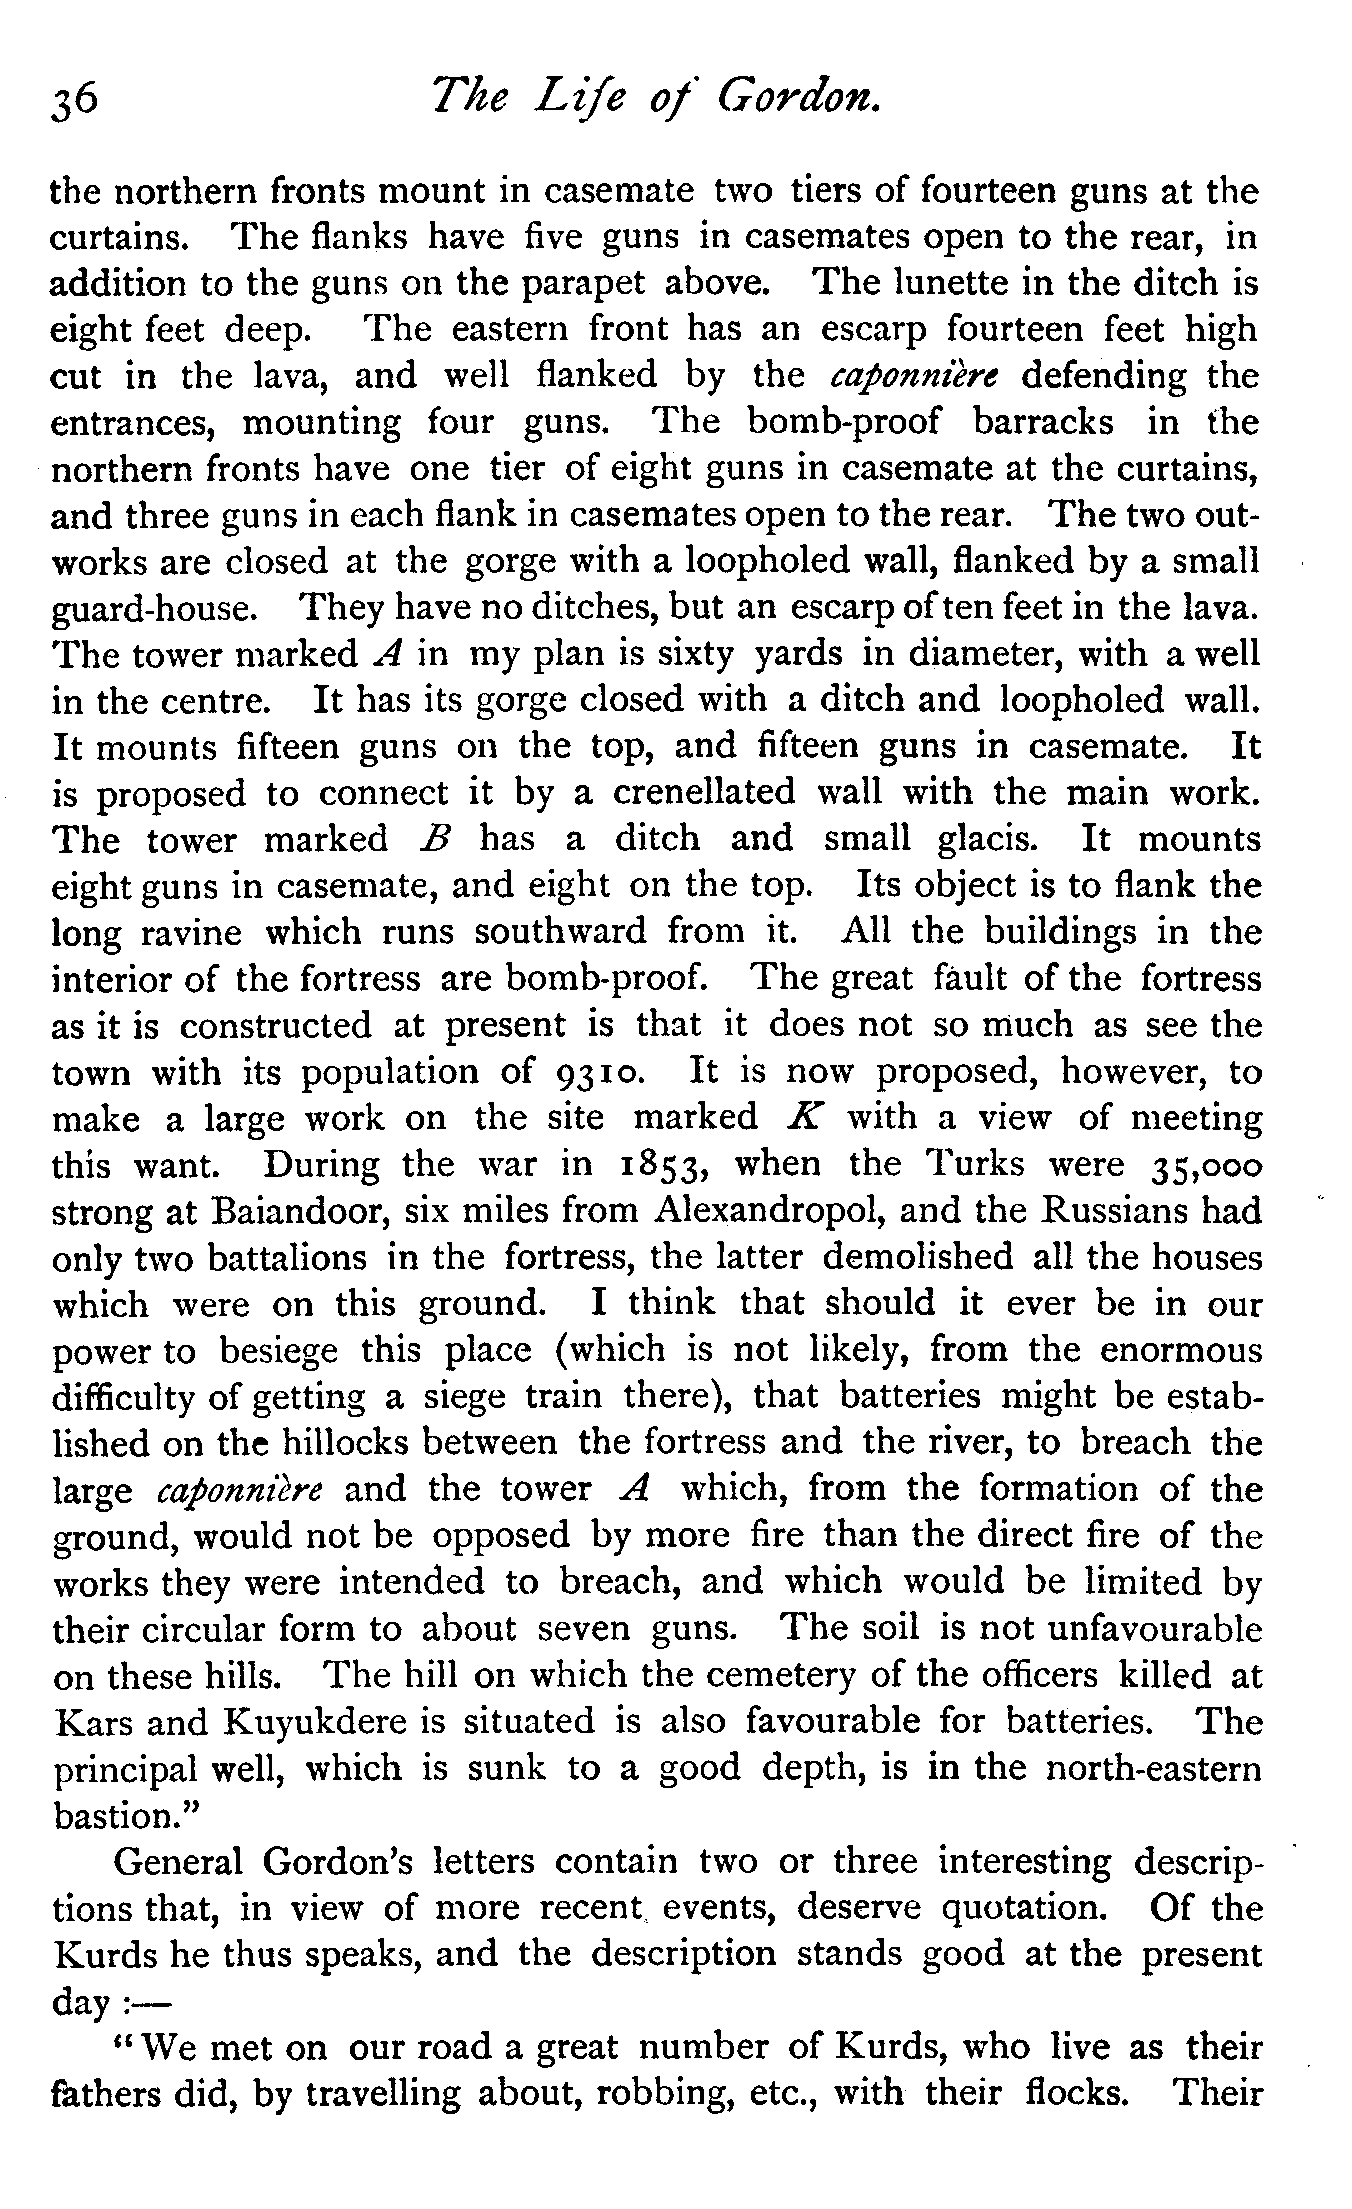 36 The Life of Gordon.
the northern fronts mount in casemate two tiers of fourteen guns at the
curtains. The flanks have five guns in casemates open to the rear, in
addition to the guns on the parapet above. The lunette in the ditch is
eight feet deep. The eastern front has an escarp fourteen feet high
cut in the lava, and well flanked by the caponnière defending the
entrances, mounting four guns. The bomb-proof barracks in the
northern fronts have one tier of eight guns in casemate at the curtains,
and three guns in each flank in casemates open to the rear. The two out-
works are closed at the gorge with a loopholed wall, flanked by a small
guard-house. They have no ditches, but an escarp of ten feet in the lava.
The tower marked A in my plan is sixty yards in diameter, with a well
in the centre. It has its gorge closed with a ditch and loopholed wall.
It mounts fifteen guns on the top, and fifteen guns in casemate. It
is proposed to connect it by a crenellated wall with the main work.
The tower marked B has a ditch and small glacis. It mounts
eight guns in casemate, and eight on the top. Its object is to flank the
long ravine which runs southward from it. All the buildings in the
interior of the fortress are bomb-proof. The great fault of the fortress
as it is constructed at present is that it does not so much as see the
town with its population of 9310. It is now proposed, however, to
make a large work on the site marked K with a view of meeting
this want. During the war in 1853, when the Turks were 35,000
strong at Baiandoor, six miles from Alexandropol, and the Russians had
only two battalions in the fortress, the latter demolished all the houses
which were on this ground. I think that should it ever be in our
power to besiege this place (which is not likely, from the enormous
difficulty of getting a siege train there), that batteries might be estab-
lished on the hillocks between the fortress and the river, to breach the
large caponnière and the tower A which, from the formation of the
ground, would not be opposed by more fire than the direct fire of the
works they were intended to breach, and which would be limited by
their circular form to about seven guns. The soil is not unfavourable
on these hills. The hill on which the cemetery of the officers killed at
Kars and Kuyukdere is situated is also favourable for batteries. The
principal well, which is sunk to a good depth, is in the north-eastern
bastion.”
General Gordon's letters contain two or three interesting descrip-
tions that, in view of more recent events, deserve quotation. Of the
Kurds he thus speaks, and the description stands good at the present
day :—
“We met on our road a great number of Kurds, who live as their
fathers did, by travelling about, robbing, etc., with their flocks. Their